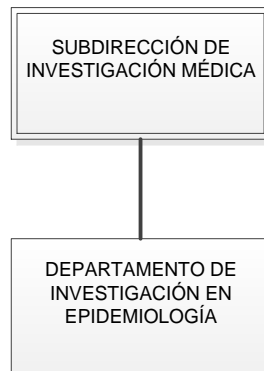 SUBDIRECCIÓN DE
INVESTIGACIÓN MÉDICA
DEPARTAMENTO DE
INVESTIGACIÓN EN
EPIDEMIOLOGÍA